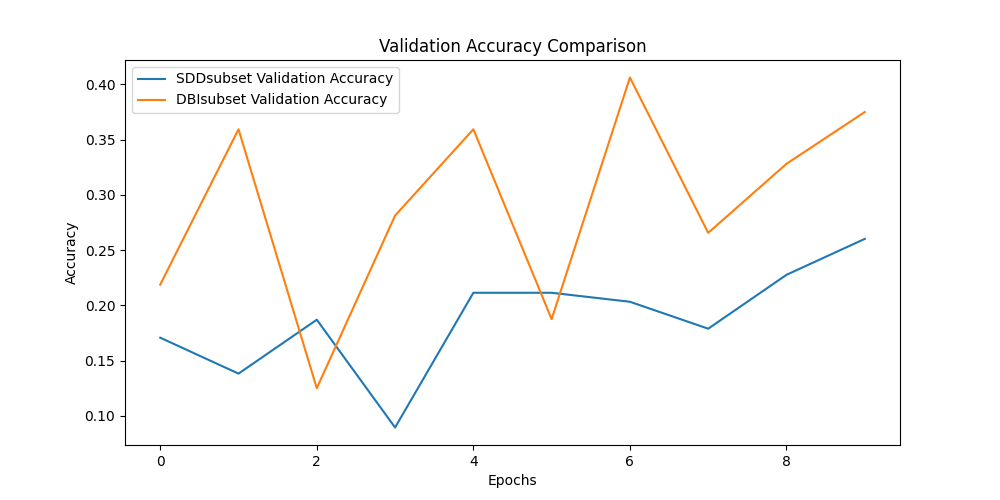 Validation Accuracy Comparison
SDDsubset Validation Accuracy
DBIsubset Validation Accuracy
0.40
0.35
0.30
0.25
0.20
0.15
0.10
Accuracy
0 2 4 6 8
Epochs